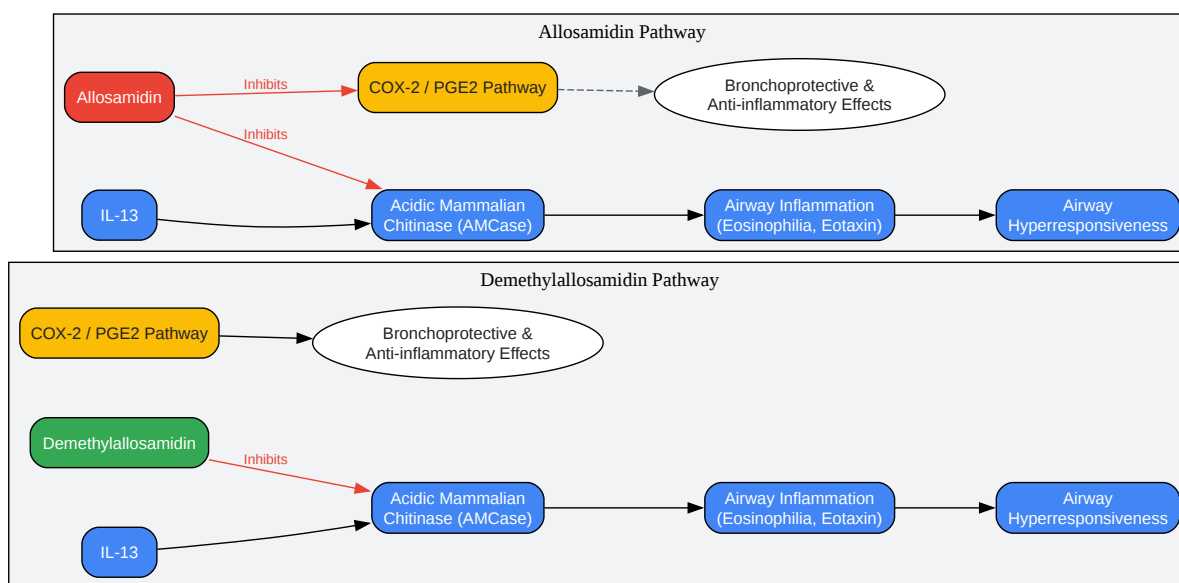 Allosamidin Pathway
Allosamidin
Inhibits
COX-2 / PGE2 Pathway
Bronchoprotective &
Anti-inflammatory Effects
Inhibits
IL-13
Acidic Mammalian
Chitinase (AMCase)
Airway Inflammation
(Eosinophilia, Eotaxin)
Airway
Hyperresponsiveness
Demethylallosamidin Pathway
COX-2 / PGE2 Pathway
Bronchoprotective &
Anti-inflammatory Effects
Demethylallosamidin
Inhibits
IL-13
Acidic Mammalian
Chitinase (AMCase)
Airway Inflammation
(Eosinophilia, Eotaxin)
Airway
Hyperresponsiveness